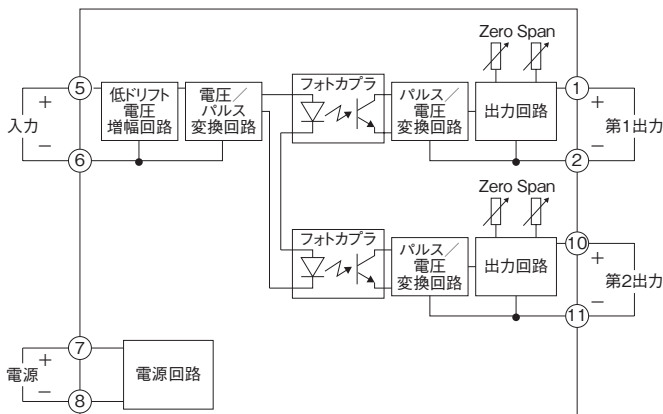 Zero Span
5
+
入力
−
6
低ドリフト
電圧
増幅回路
電圧／
パルス
変換回路
フォトカプラ
パルス／
電圧
変換回路
出力回路
1
+
第1出力
−
2
Zero Span
フォトカプラ
パルス／
電圧
変換回路
出力回路
10
+
第2出力
−
11
7
+
電源
−
8
電源回路